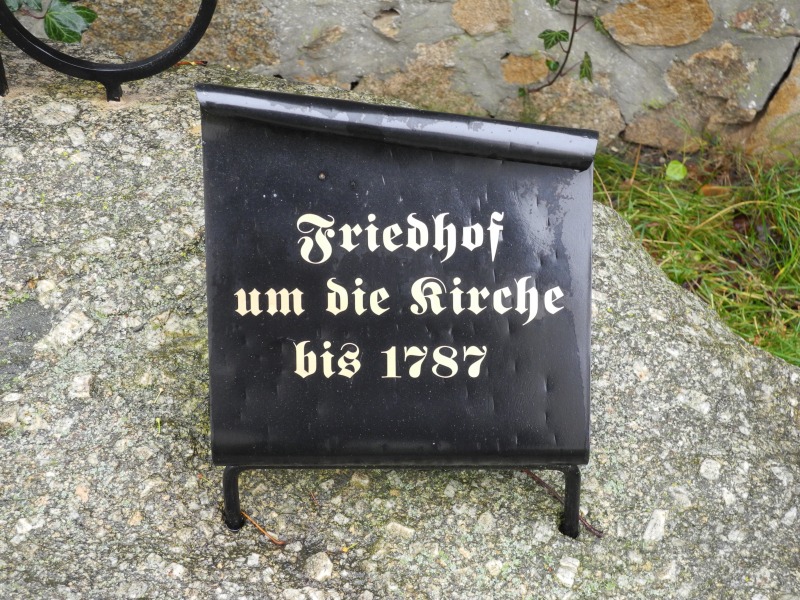 Friedhof
um die Kirche
bis 1787